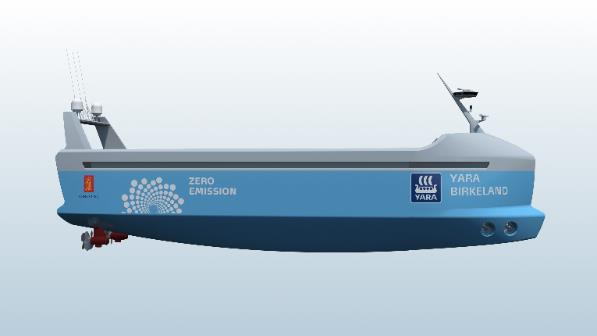 ZERO
EMISSION
YARA
YARA
BIRKELAND